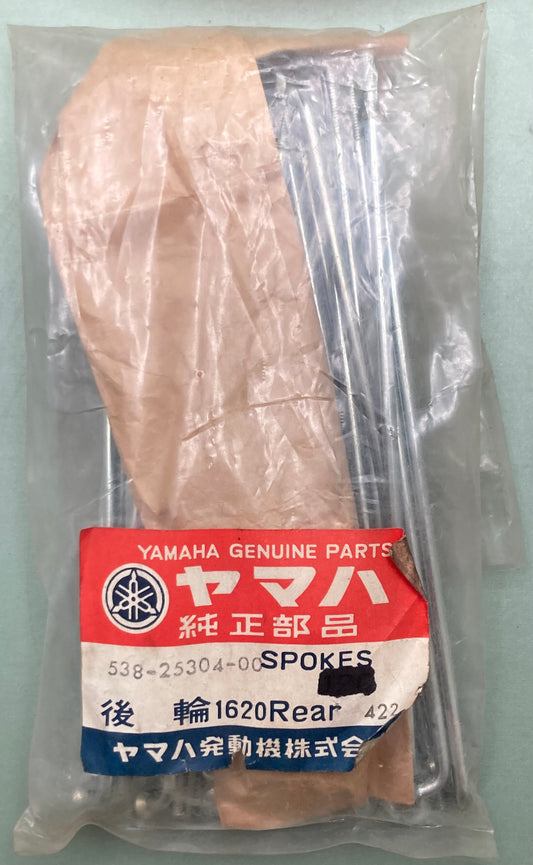 YAMAHA GENUINE PARTS
ヤマハ
純正部品
538-25304-00 SPOKES
後 輪 1620 Rear 422
ヤマハ発動機株式会